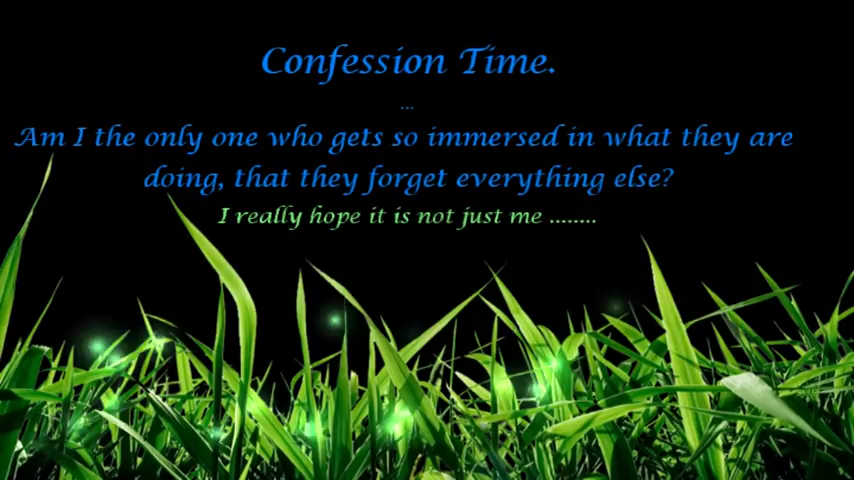 Confession Time.
...
Am I the only one who gets so immersed in what they are
doing, that they forget everything else?
I really hope it is not just me ........